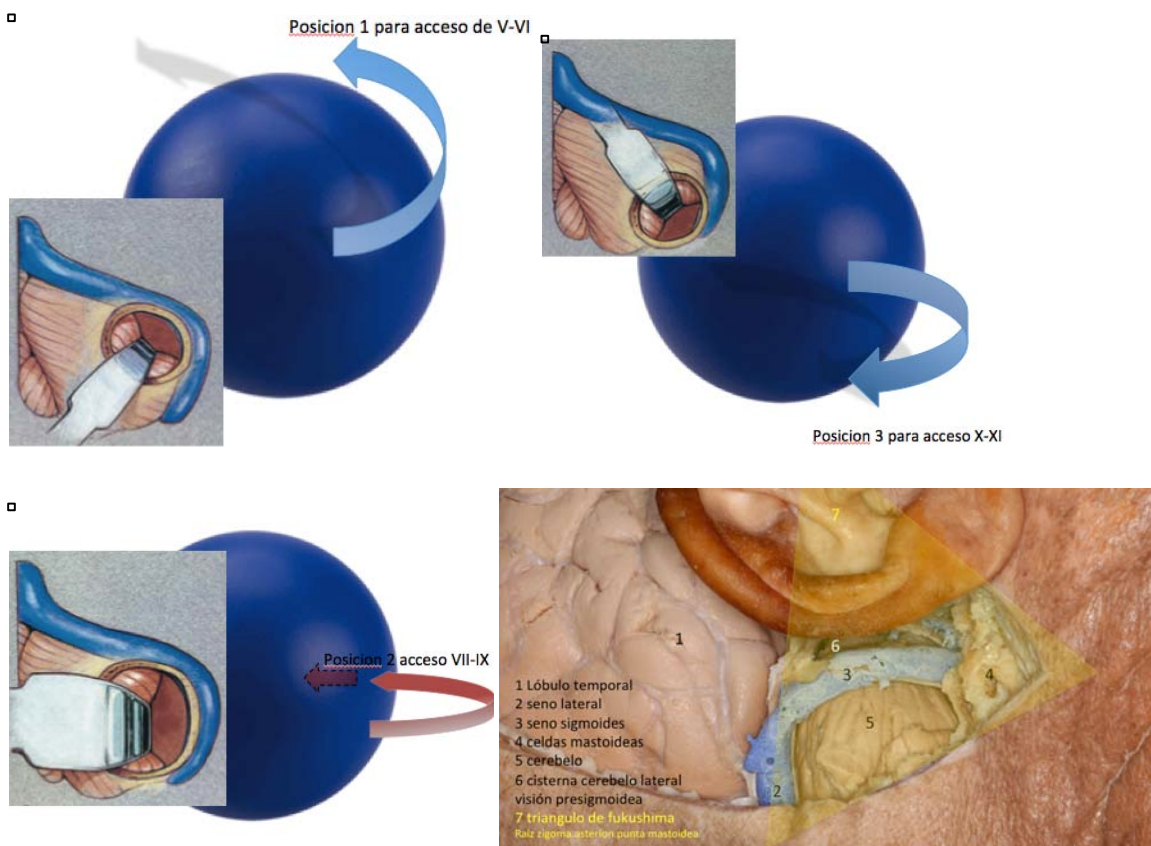 Posicion 1 para acceso de V-VI
Posicion 3 para acceso X-XI
Posicion 2 acceso VII-IX
7
1
6
3
4
5
2
1 Lóbulo temporal
2 seno lateral
3 seno sigmoides
4 celdas mastoideas
5 cerebelo
6 cisterna cerebelo lateral
visión presigmoidea
7 triangulo de fukushima
Raiz zigoma asterion punta mastoidea